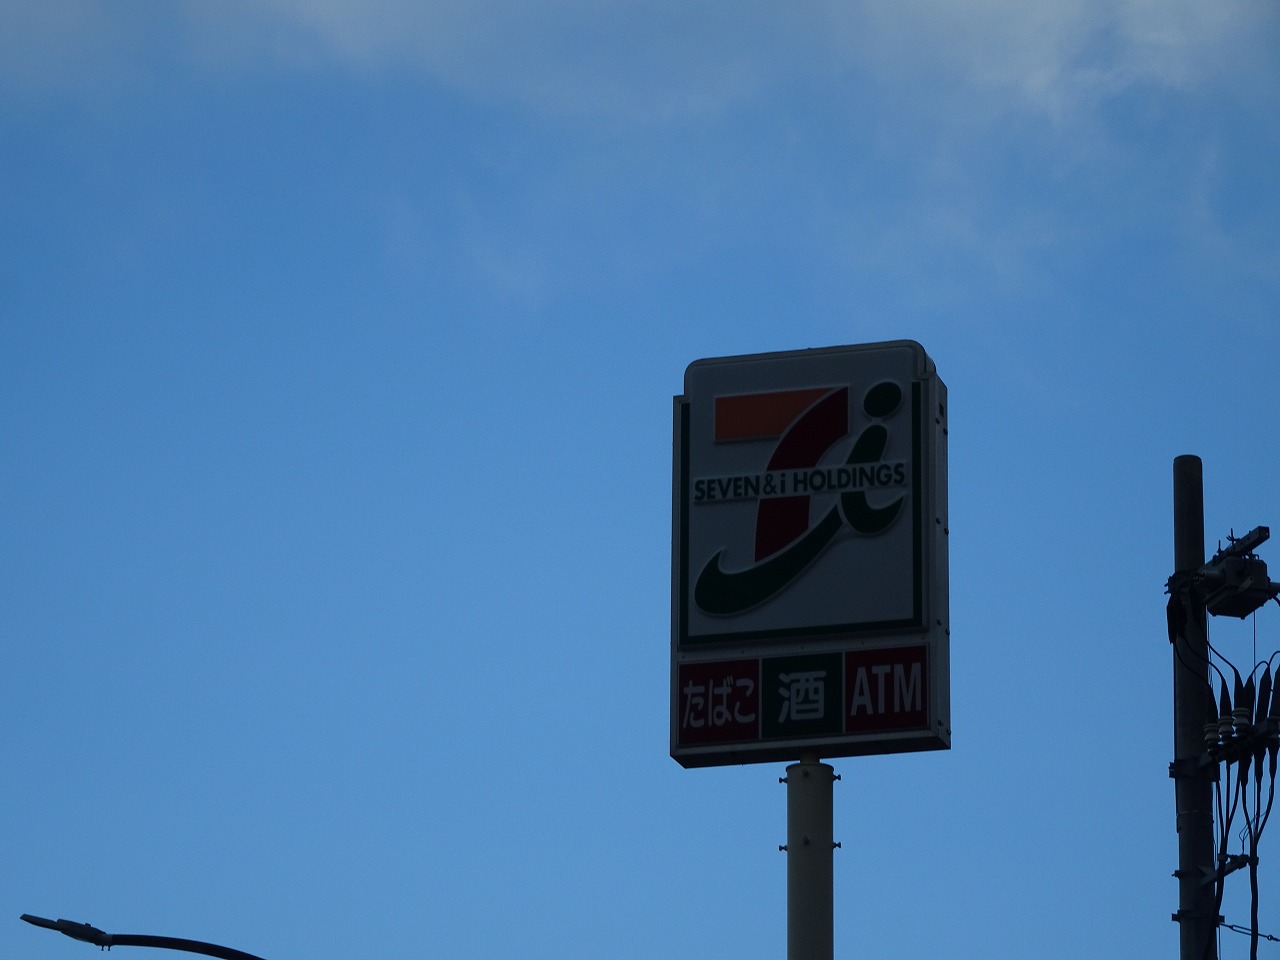 SEVEN&i HOLDINGS
たばこ 酒 ATM